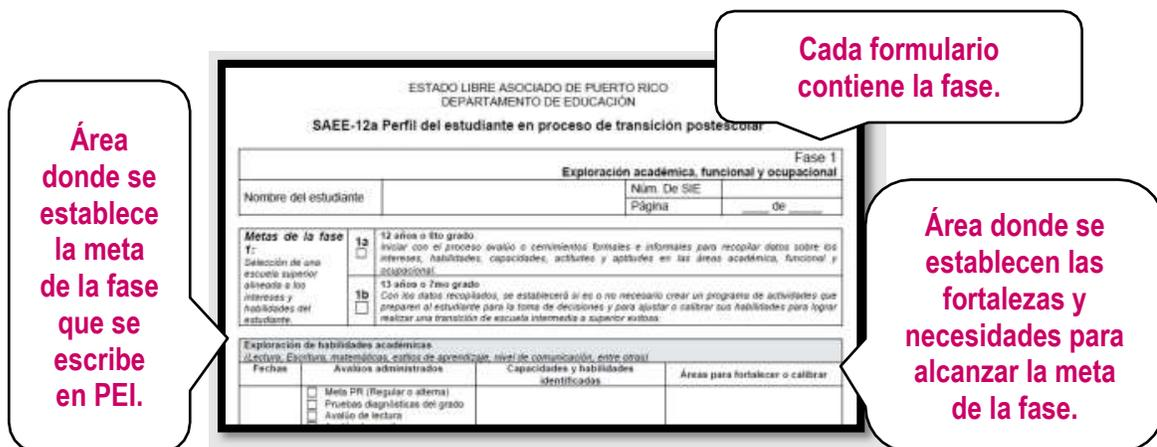 Cada formulario
contiene la fase.
Área
donde se
establece
la meta
de la fase
que se
escribe
en PEI.
ESTADO LIBRE ASOCIADO DE PUERTO RICO
DEPARTAMENTO DE EDUCACIÓN
SAEE-12a Perfil del estudiante en proceso de transición postescolar
Fase 1
Exploración académica, funcional y ocupacional
Nombre del estudiante
Núm. De SIE
Página ____ de ____
Metas de la fase
1:
Selección de una
escuela superior
alineada a los
intereses y
habilidades del
estudiante.
1a
12 años o 6to grado
Iniciar con el proceso avalúo o cernimientos formales e informales para recopilar datos sobre los
intereses, habilidades, capacidades, actitudes y aptitudes en las áreas académica, funcional y
ocupacional.
1b
13 años o 7mo grado
Con los datos recopilados, se establecerá si es o no necesario crear un programa de actividades que
preparen al estudiante para la toma de decisiones y para ajustar o calibrar sus habilidades para lograr
realizar una transición de escuela intermedia a superior exitosa.
Exploración de habilidades académicas
(Lectura, Escritura, matemáticas, estilos de aprendizaje, nivel de comunicación, entre otros)
Fechas
Avalúos administrados
Capacidades y habilidades
identificadas
Áreas para fortalecer o calibrar
Meta PR (Regular o alterna)
Pruebas diagnósticas del grado
Avalúo de lectura
Área donde se
establecen las
fortalezas y
necesidades para
alcanzar la meta
de la fase.